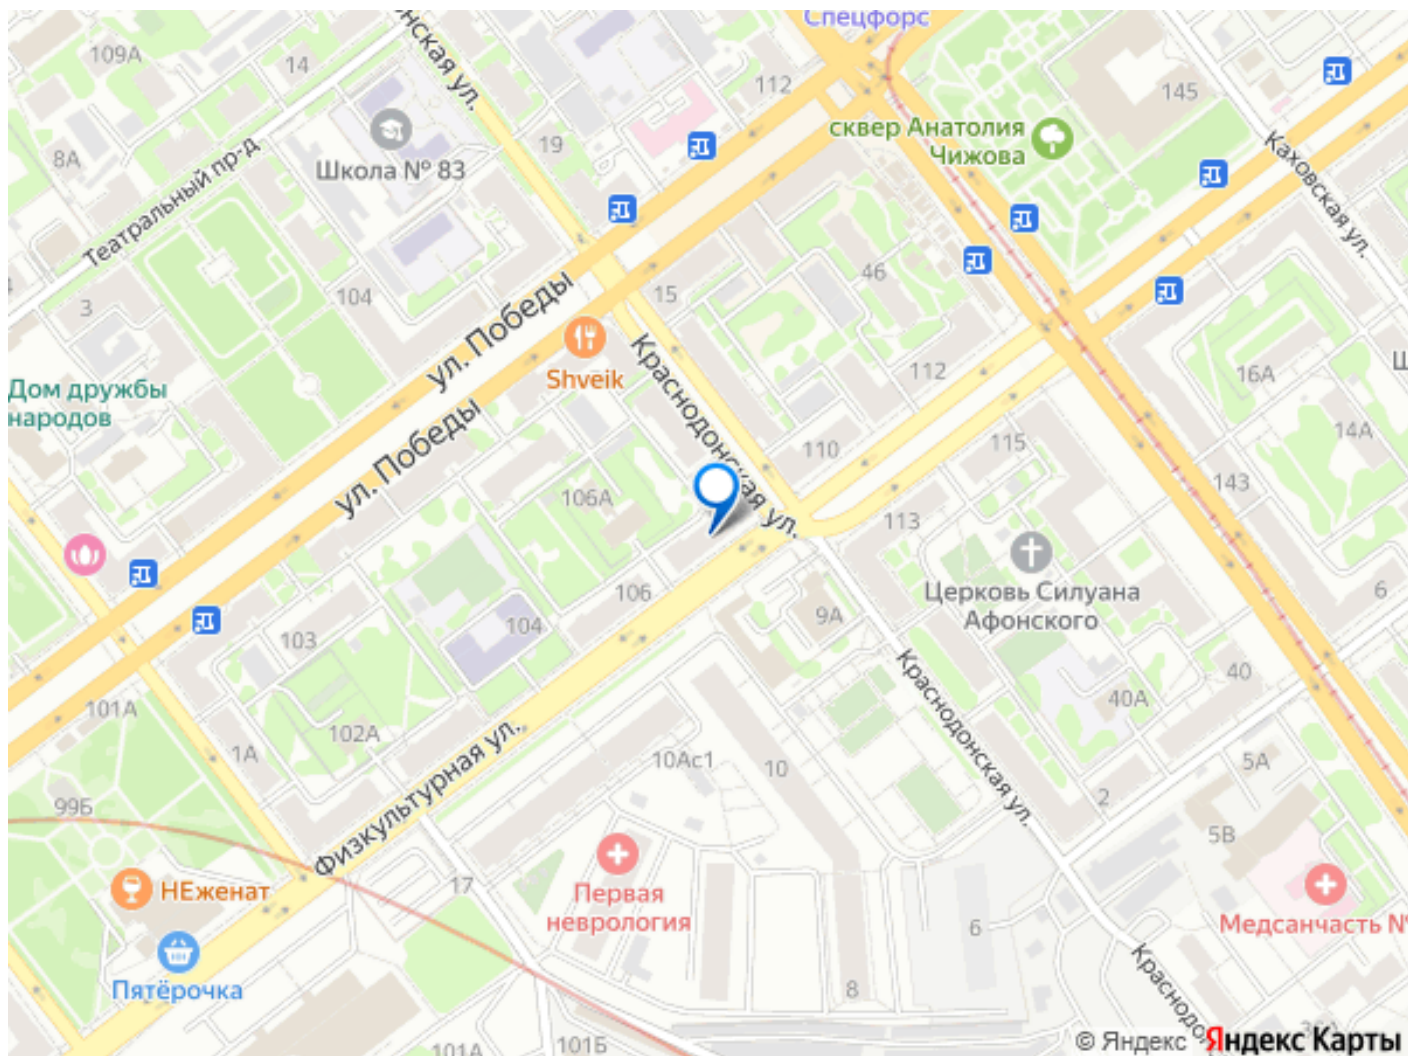 Спецфорс
нская ул.
109А
14
112
145
сквер Анатолия
Чижова
Каховская ул.
19
8А
Школа № 83
Театральный пр-д
46
104
3
15
ул. Победы
Краснодонская ул.
Shveik
112
16А
Дом дружбы
народов
ул. Победы
14А
110
115
143
106А
113
Церковь Силуана
Афонского
6
106
9А
104
103
Краснодонская ул.
40
40А
101А
102А
1А
Физкультурная ул.
10Ас1
10
5А
2
99Б
5В
17
НЕженат
Первая
неврология
Медсанчасть №
6
Пятёрочка
8
Краснодо
101А
101Б
© Яндекс Яндекс Карты